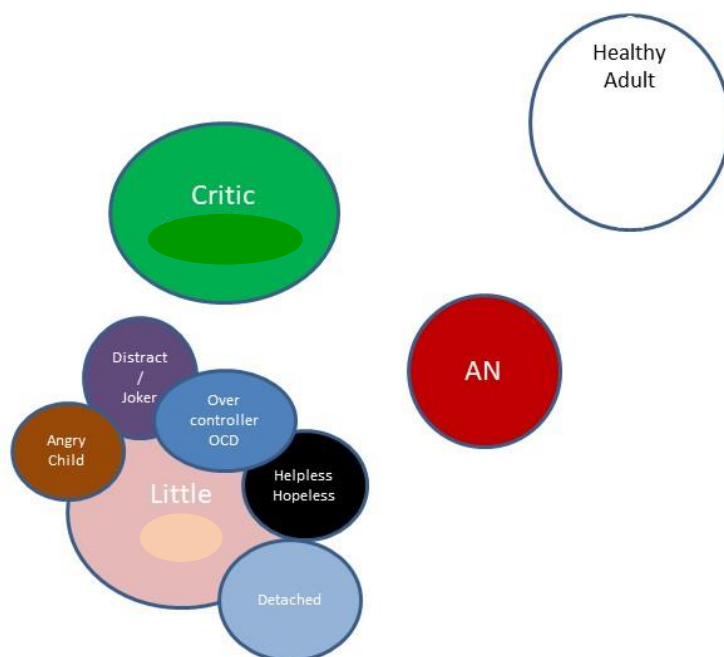 Healthy
Adult
Critic
AN
Distract
/
Joker
Over
controller
OCD
Angry
Child
Helpless
Hopeless
Little
Detached